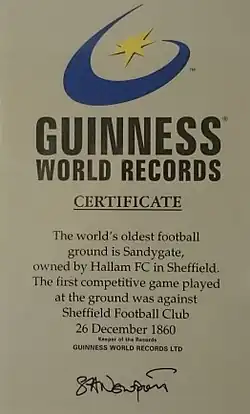 ™
GUINNESS®
WORLD RECORDS
CERTIFICATE
The world's oldest football
ground is Sandygate,
owned by Hallam FC in Sheffield.
The first competitive game played
at the ground was against
Sheffield Football Club
26 December 1860
Keeper of the Records
GUINNESS WORLD RECORDS LTD